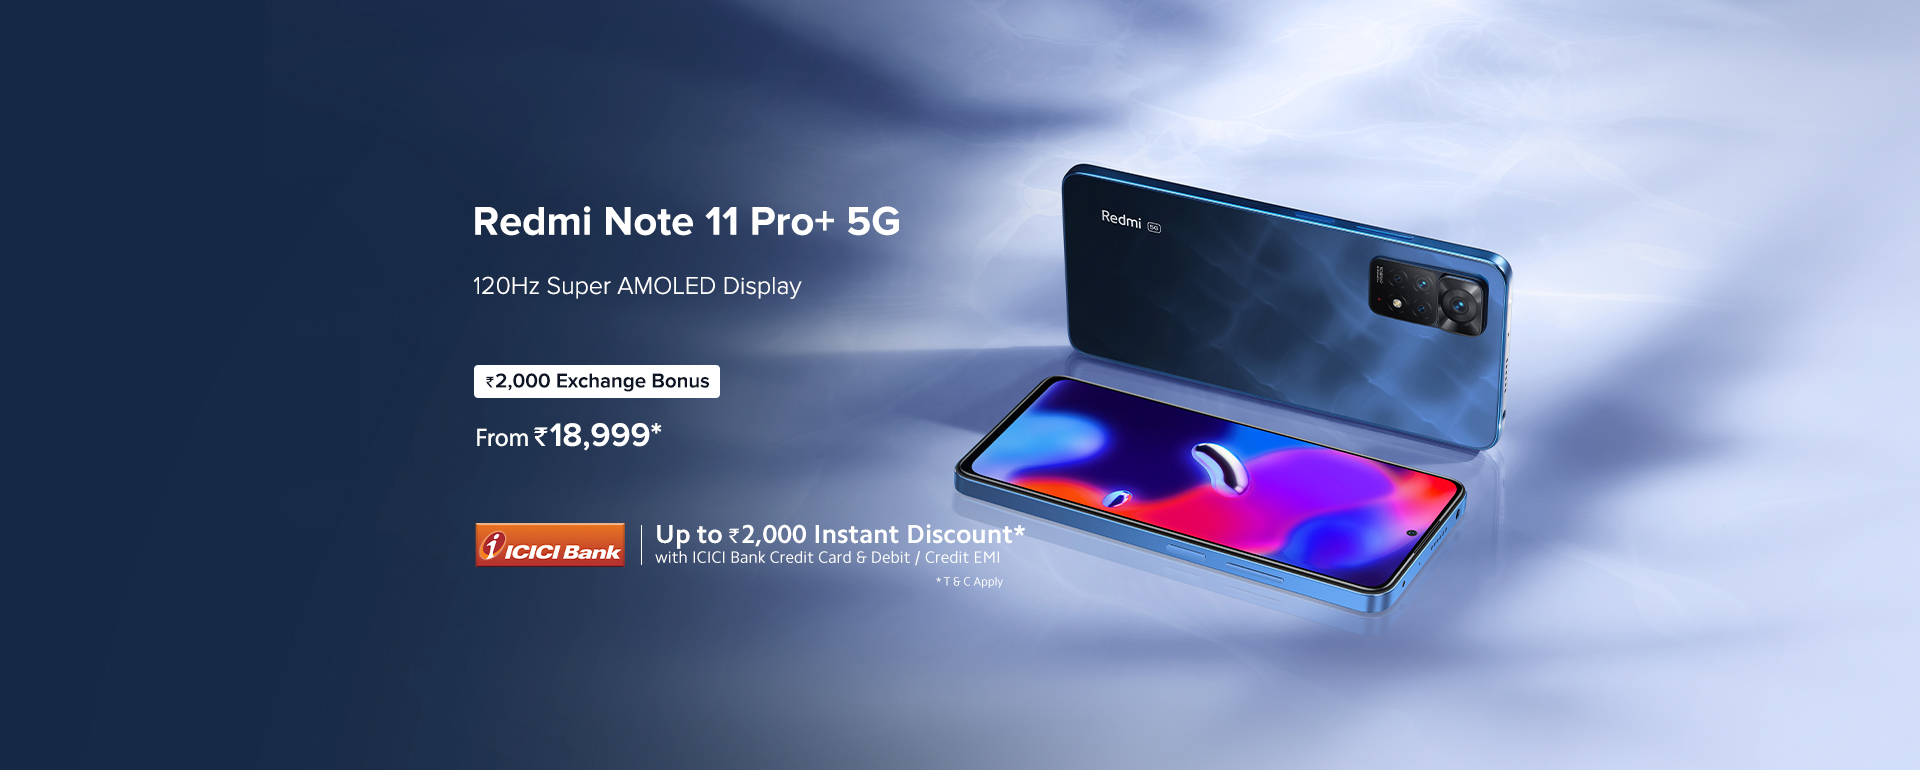 Redmi Note 11 Pro+ 5G
120Hz Super AMOLED Display
₹2,000 Exchange Bonus
From ₹18,999*
i ICICI Bank
Up to ₹2,000 Instant Discount*
with ICICI Bank Credit Card & Debit / Credit EMI
*T & C Apply
Redmi 5G